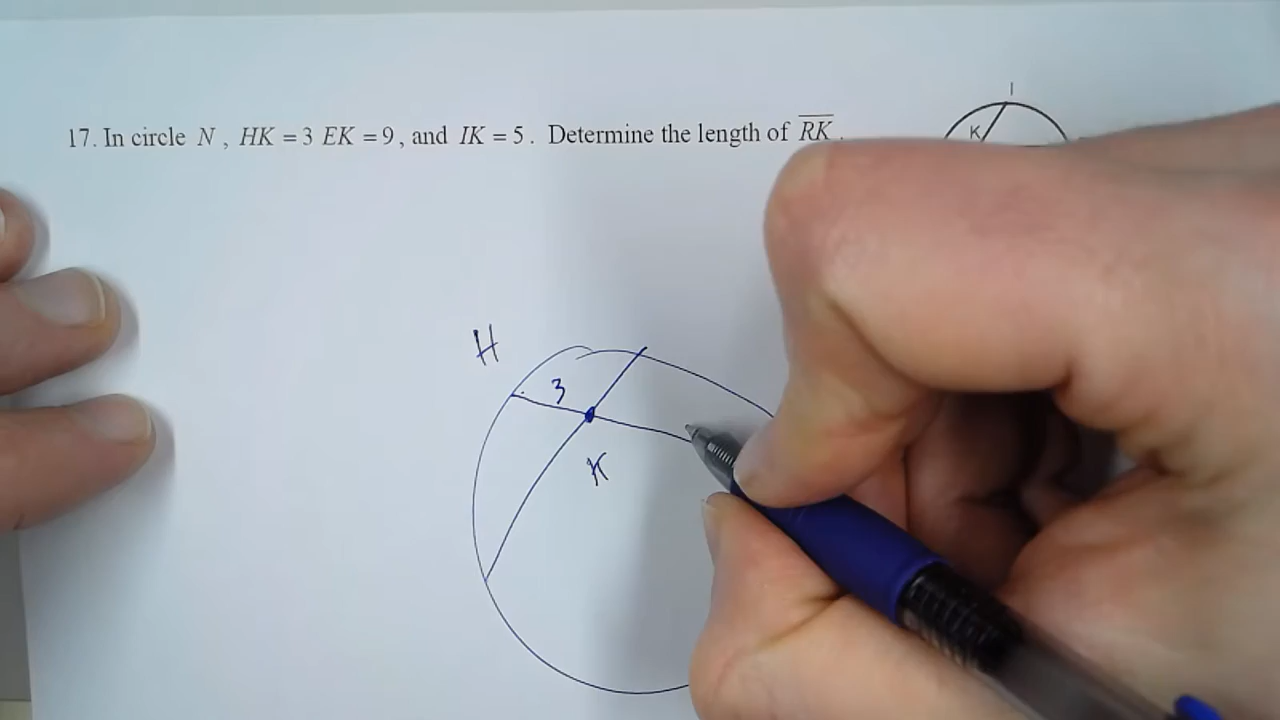 17. In circle N , HK = 3 EK = 9, and IK = 5. Determine the length of RK.
I
K
H
3
K